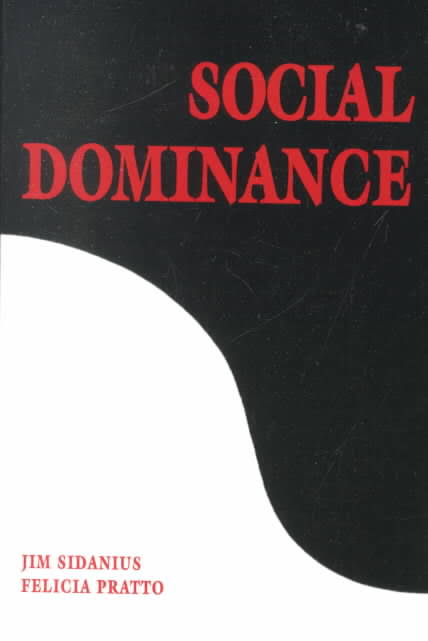 SOCIAL
DOMINANCE
JIM SIDANIUS
FELICIA PRATTO